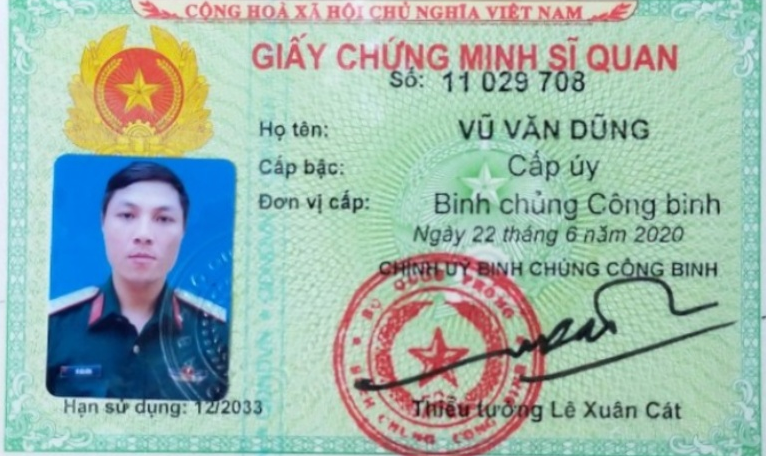 CỘNG HOÀ XÃ HỘI CHỦ NGHĨA VIỆT NAM
GIẤY CHỨNG MINH SĨ QUAN
Số: 11 029 708
Họ tên: VŨ VĂN DŨNG
Cấp bậc: Cấp úy
Đơn vị cấp: Binh chủng Công binh
Ngày 22 tháng 6 năm 2020
CHÍNH UỶ BINH CHỦNG CÔNG BINH
Hạn sử dụng: 12/2033
Thiếu tướng Lê Xuân Cát